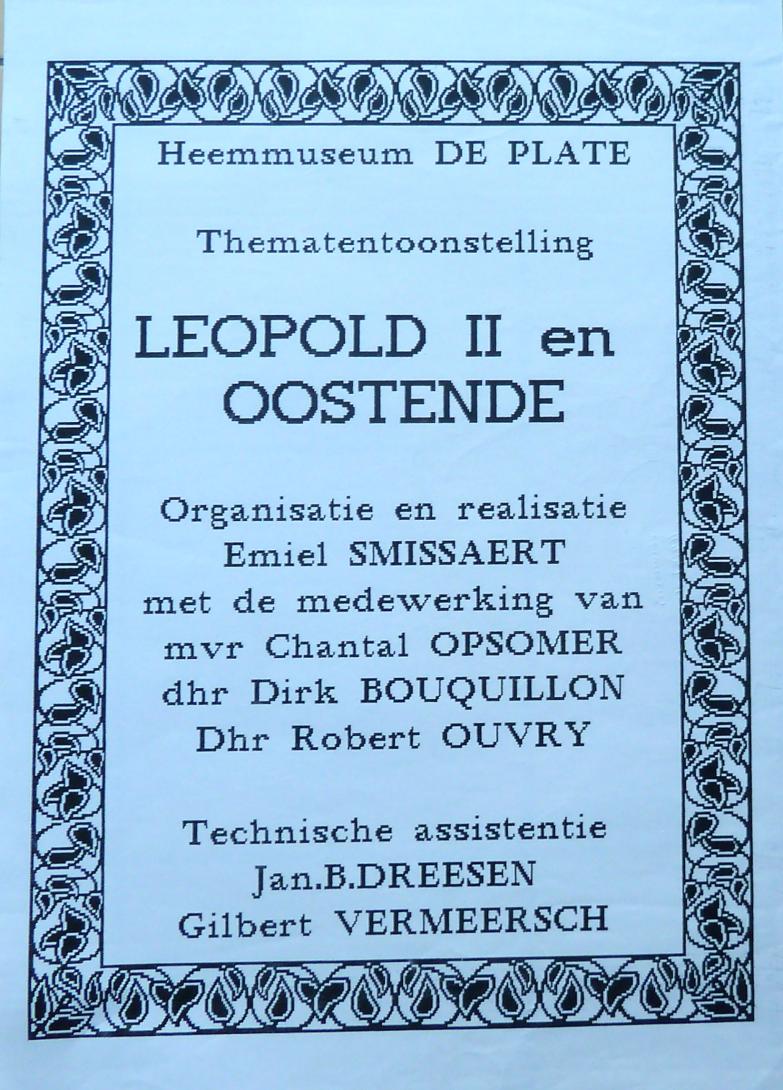 Heemmuseum DE PLATE
Thematentoonstelling
LEOPOLD II en
OOSTENDE
Organisatie en realisatie
Emiel SMISSAERT
met de medewerking van
mvr Chantal OPSOMER
dhr Dirk BOUQUILLON
Dhr Robert OUVRY
Technische assistentie
Jan.B.DREESEN
Gilbert VERMEERSCH